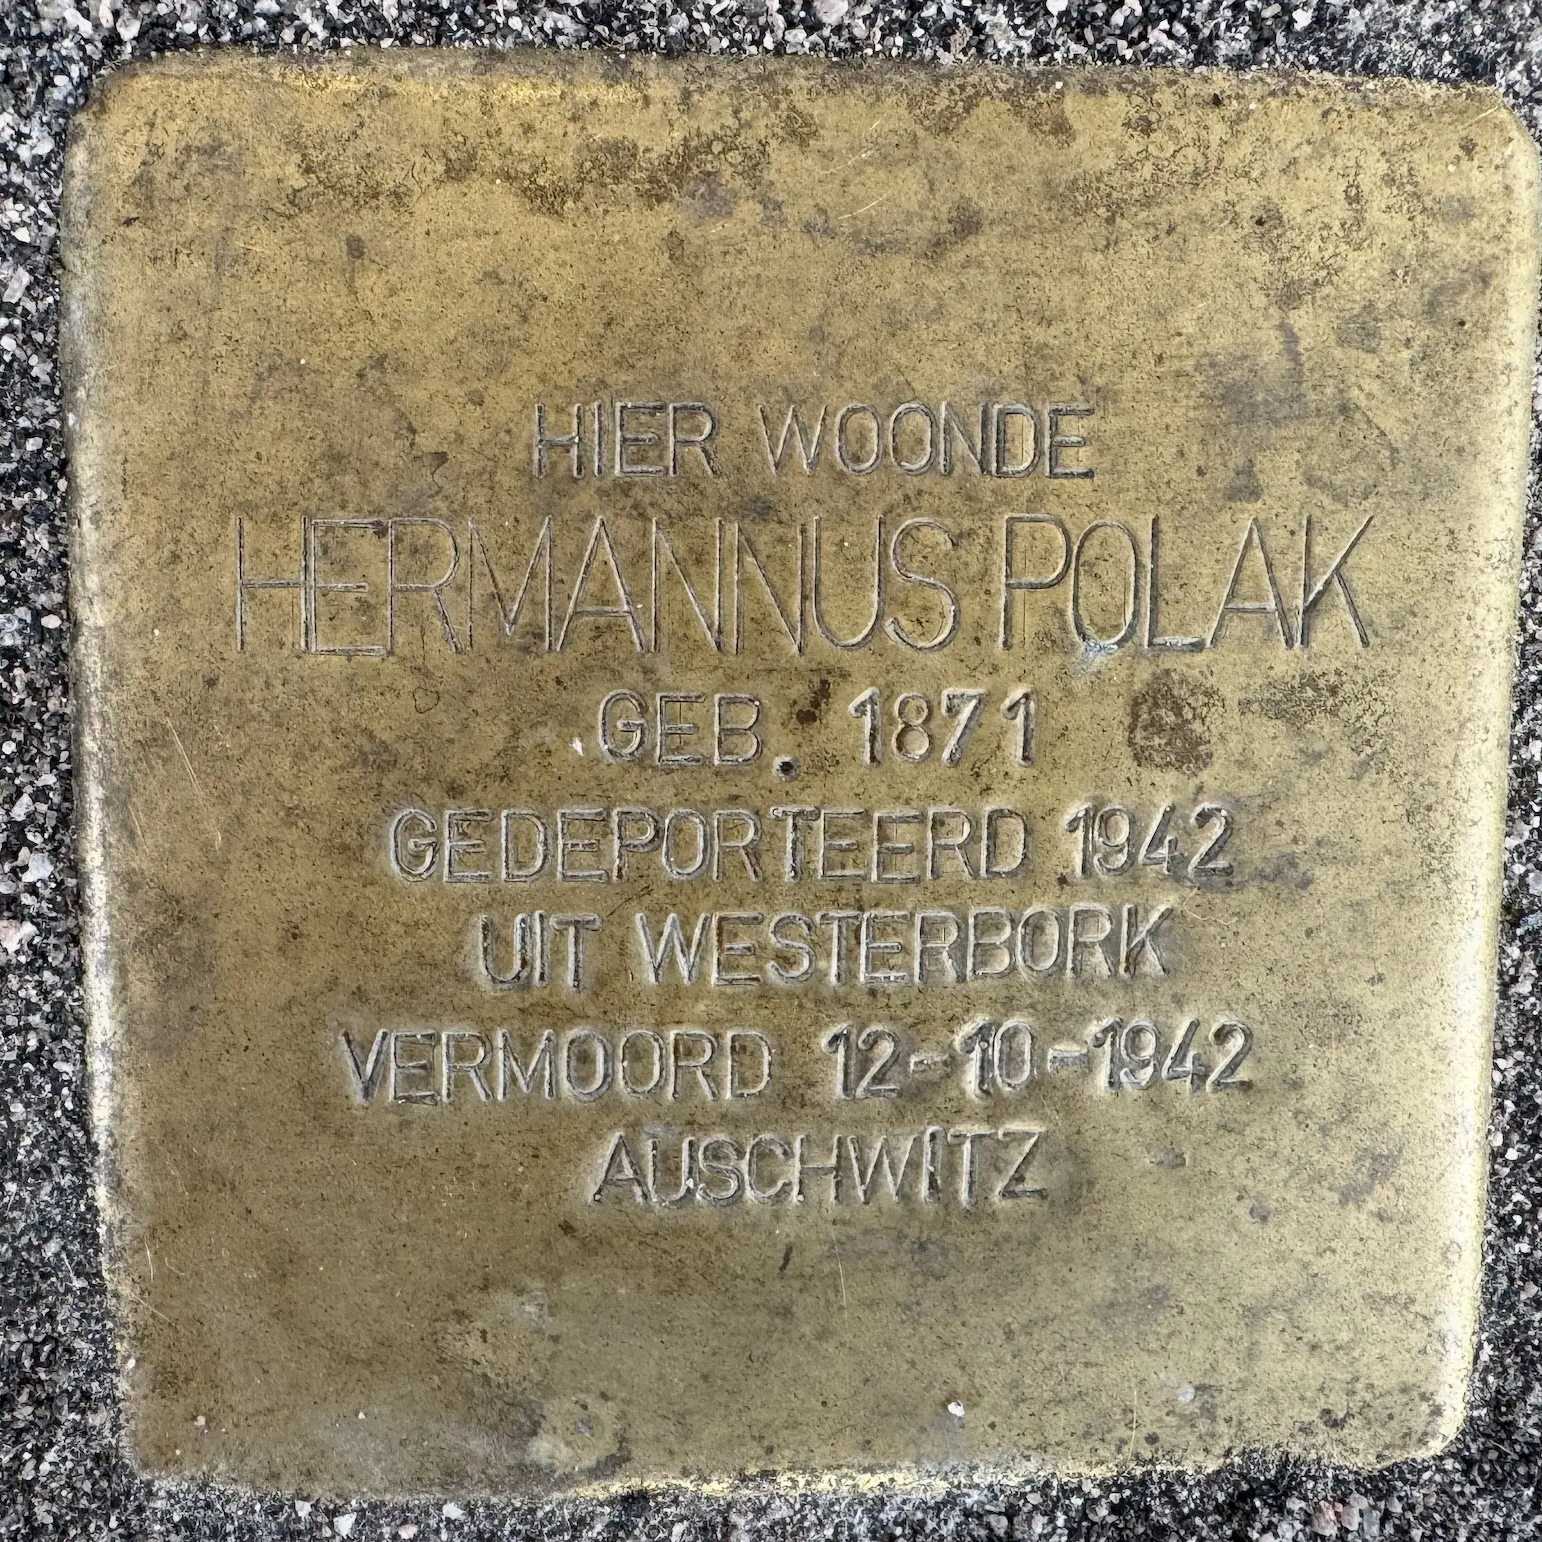 HIER WOONDE
HERMANNUS POLAK
GEB. 1871
GEDEPORTEERD 1942
UIT WESTERBORK
VERMOORD 12-10-1942
AUSCHWITZ